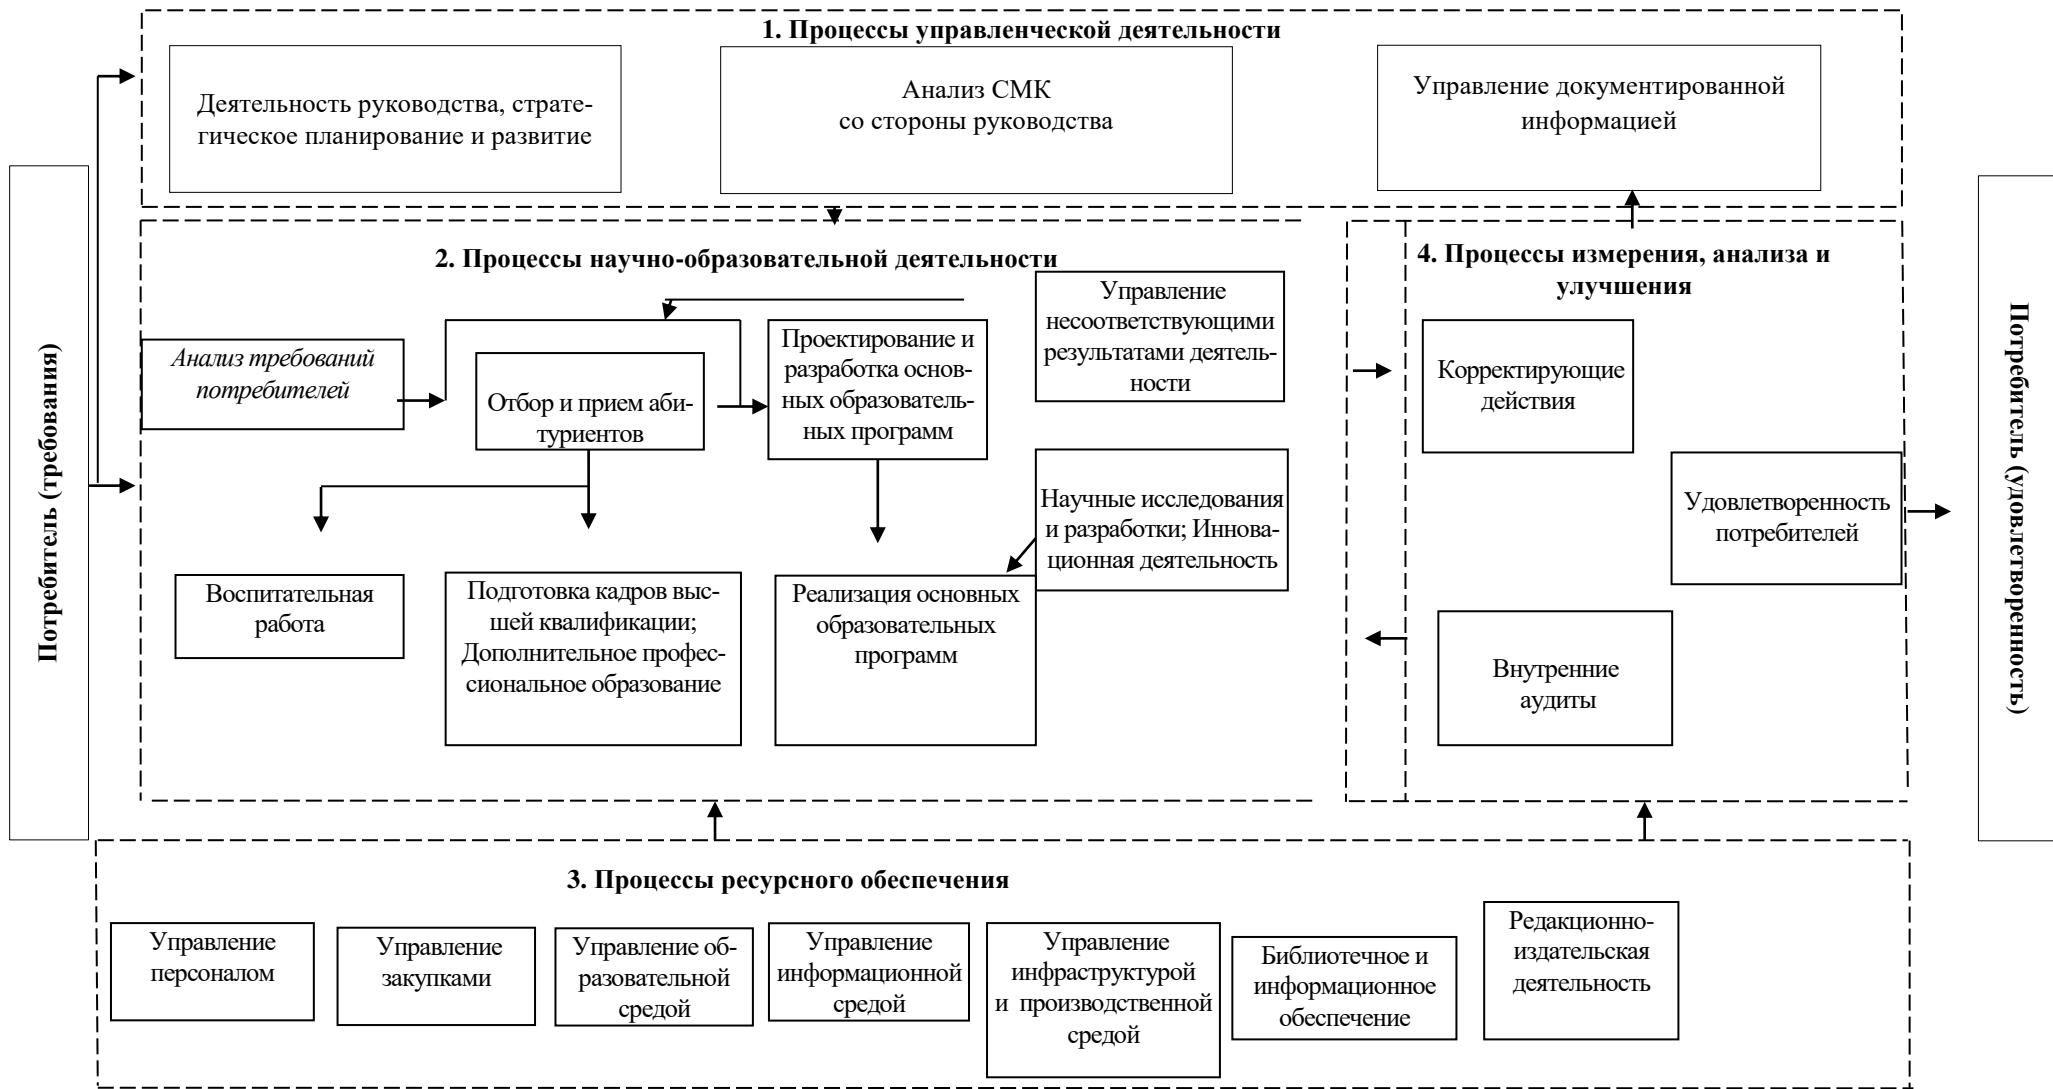 1. Процессы управленческой деятельности
Деятельность руководства, страте-
гическое планирование и развитие
Анализ СМК
со стороны руководства
Управление документированной
информацией
Потребитель (требования)
2. Процессы научно-образовательной деятельности
Анализ требований
потребителей
Отбор и прием аби-
туриентов
Проектирование и
разработка основ-
ных образователь-
ных программ
Управление
несоответствующими
результатами деятель-
ности
Научные исследования
и разработки; Иннова-
ционная деятельность
Воспитательная
работа
Подготовка кадров выс-
шей квалификации;
Дополнительное профес-
сиональное образование
Реализация основных
образовательных
программ
4. Процессы измерения, анализа и
улучшения
Корректирующие
действия
Удовлетворенность
потребителей
Внутренние
аудиты
Потребитель (удовлетворенность)
3. Процессы ресурсного обеспечения
Управление
персоналом
Управление
закупками
Управление об-
разовательной
средой
Управление
информационной
средой
Управление
инфраструктурой
и производственной
средой
Библиотечное и
информационное
обеспечение
Редакционно-
издательская
деятельность